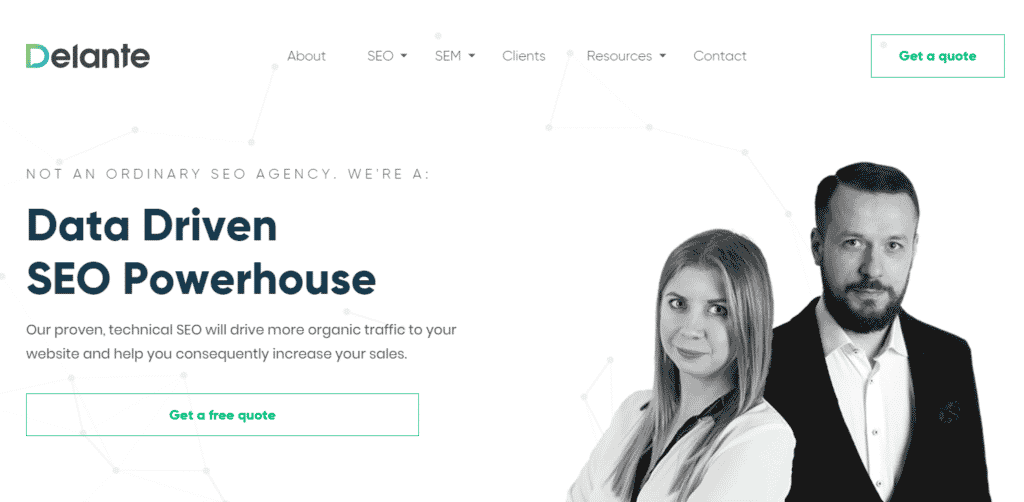 Delante
About
SEO
SEM
Clients
Resources
Contact
Get a quote
NOT AN ORDINARY SEO AGENCY. WE'RE A:
Data Driven
SEO Powerhouse
Our proven, technical SEO will drive more organic traffic to your
website and help you consequently increase your sales.
Get a free quote